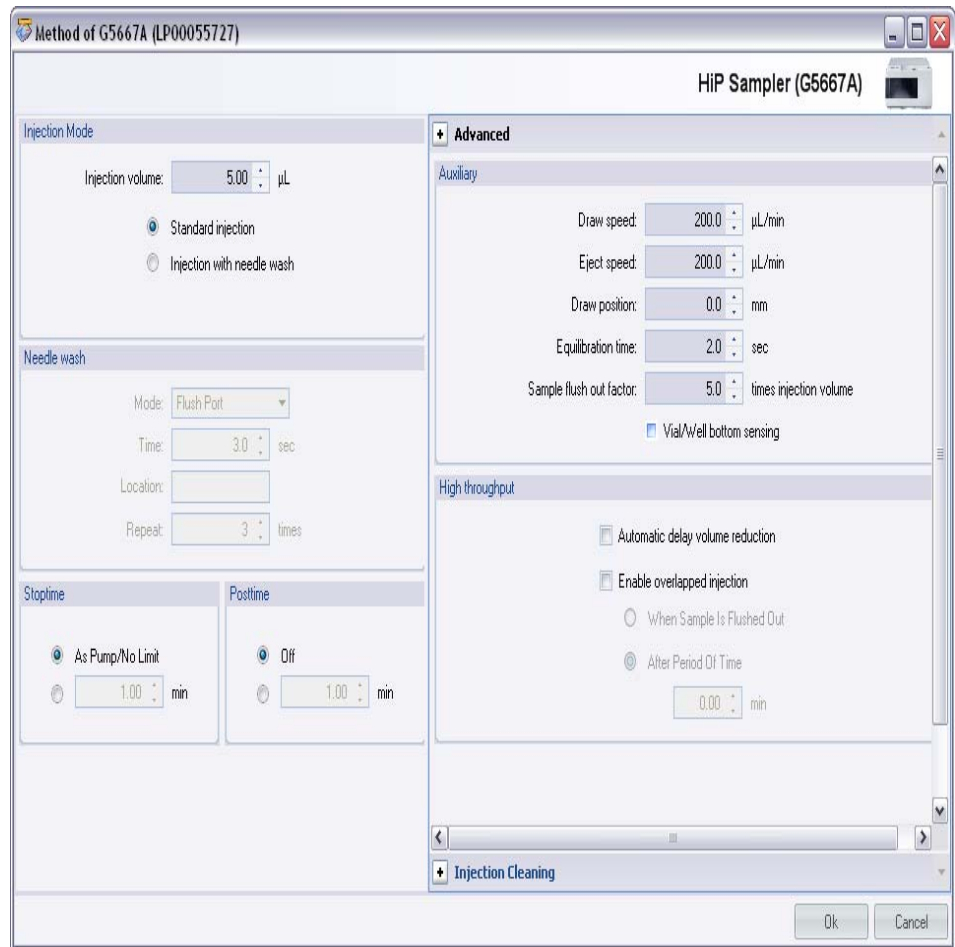 Method of G5667A (LP00055727)
HiP Sampler (G5667A)
Injection Mode
Injection volume: 5.00 µL
Standard injection
Injection with needle wash
Needle wash
Mode: Flush Port
Time: 3.0 sec
Location:
Repeat: 3 times
Stoptime
As Pump/No Limit
1.00 min
Posttime
Off
1.00 min
Advanced
Auxiliary
Draw speed: 200.0 µL/min
Eject speed: 200.0 µL/min
Draw position: 0.0 mm
Equilibration time: 2.0 sec
Sample flush out factor: 5.0 times injection volume
Vial/Well bottom sensing
High throughput
Automatic delay volume reduction
Enable overlapped injection
When Sample Is Flushed Out
After Period Of Time
0.00 min
Injection Cleaning
Ok Cancel